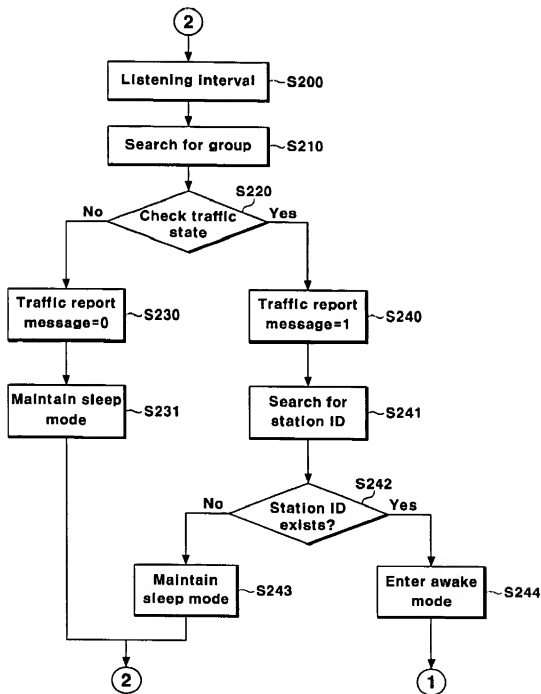 2
Listening interval
S200
Search for group
S210
S220
No
Check traffic
state
Yes
Traffic report
message=0
S230
Traffic report
message=1
S240
Maintain sleep
mode
S231
Search for
station ID
S241
S242
No
Station ID
exists?
Yes
Maintain
sleep mode
S243
Enter awake
mode
S244
2
1